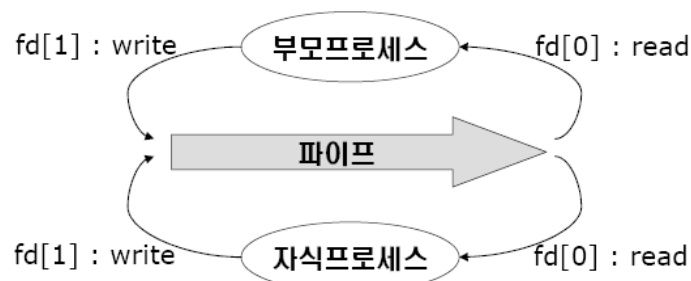 fd[1] : write
부모프로세스
fd[0] : read
파이프
fd[1] : write
자식프로세스
fd[0] : read